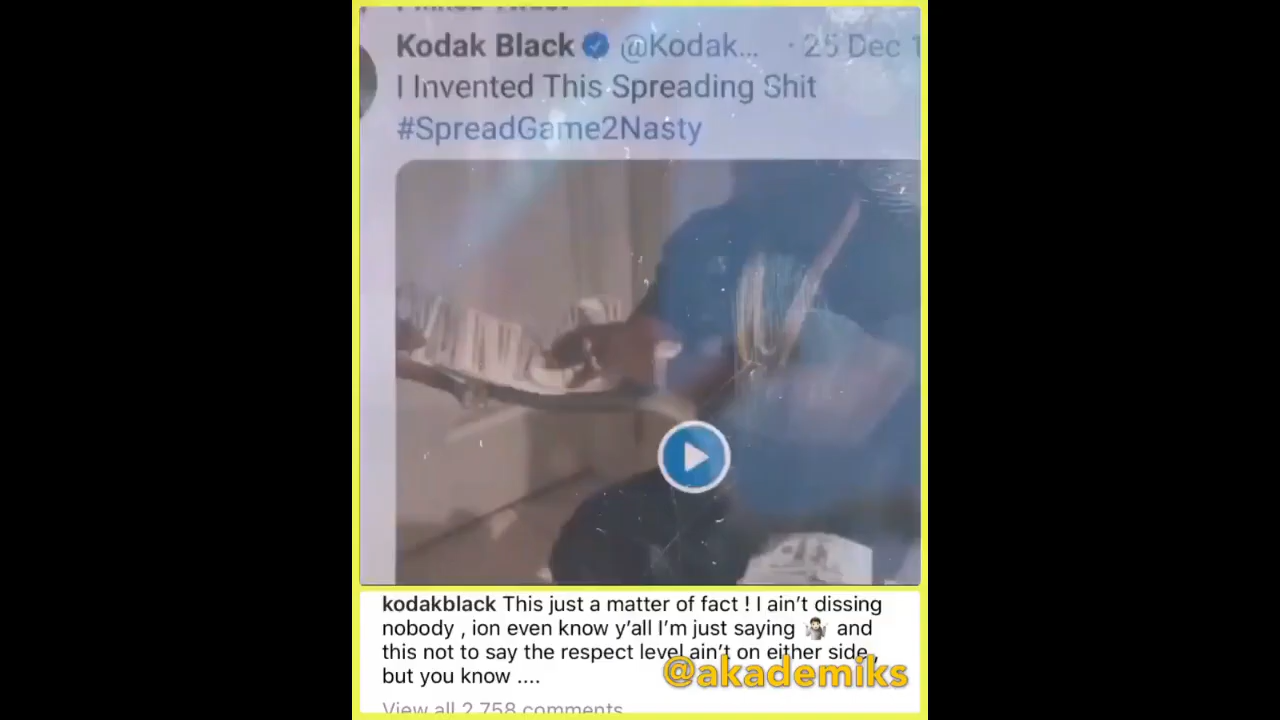 Kodak Black @Kodak... · 25 Dec 1
I Invented This Spreading Shit
#SpreadGame2Nasty
kodakblack This just a matter of fact ! I ain’t dissing
nobody , ion even know y’all I’m just saying 🤷🏻‍♂️ and
this not to say the respect level ain’t on either side ,
but you know ....
@akademiks
View all 2,758 comments